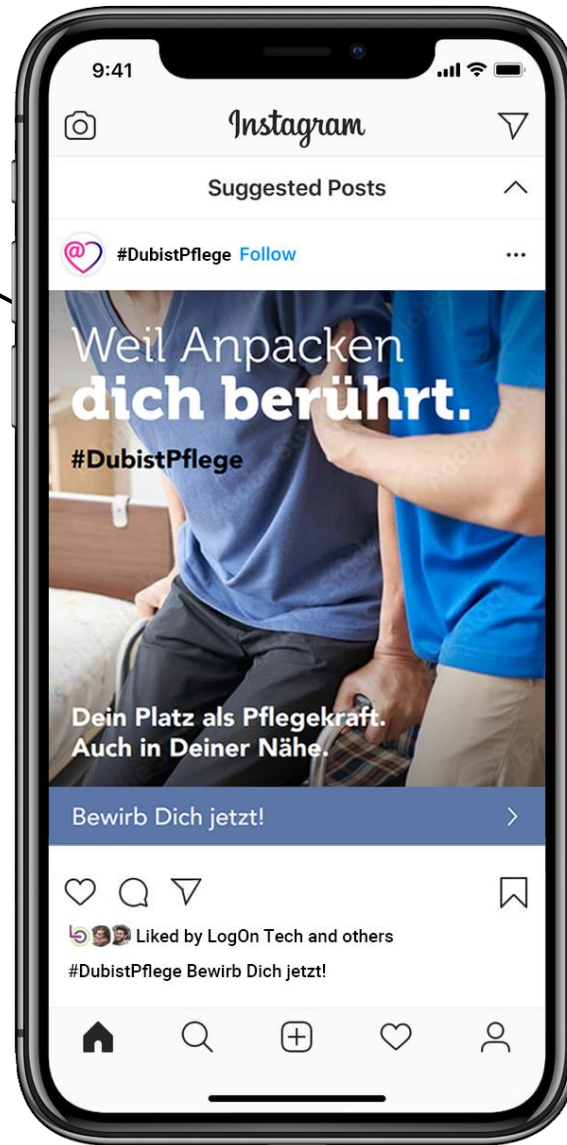 9:41
Instagram
Suggested Posts
#DubistPflege Follow
Weil Anpacken
dich berührt.
#DubistPflege
Dein Platz als Pflegekraft.
Auch in Deiner Nähe.
Bewirb Dich jetzt!
Liked by LogOn Tech and others
#DubistPflege Bewirb Dich jetzt!